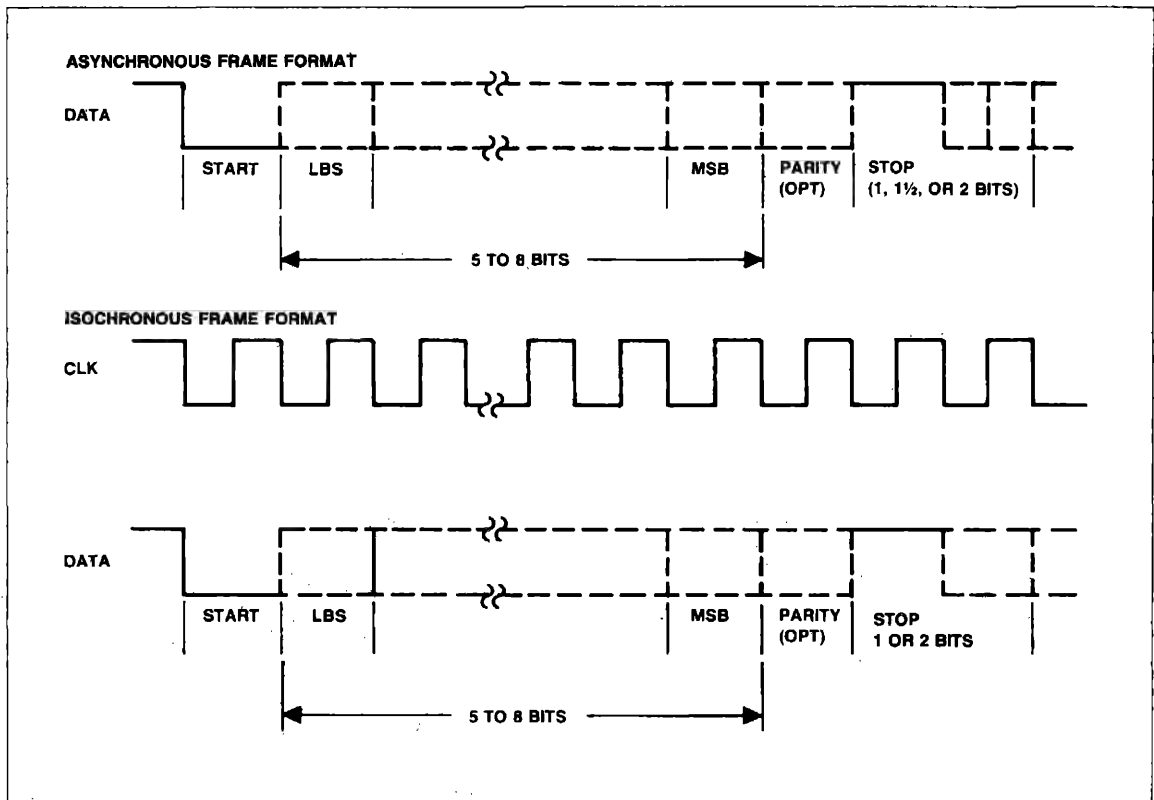 ASYNCHRONOUS FRAME FORMAT
DATA
START LBS MSB PARITY (OPT) STOP (1, 1½, OR 2 BITS)
5 TO 8 BITS
ISOCHRONOUS FRAME FORMAT
CLK
DATA
START LBS MSB PARITY (OPT) STOP 1 OR 2 BITS
5 TO 8 BITS